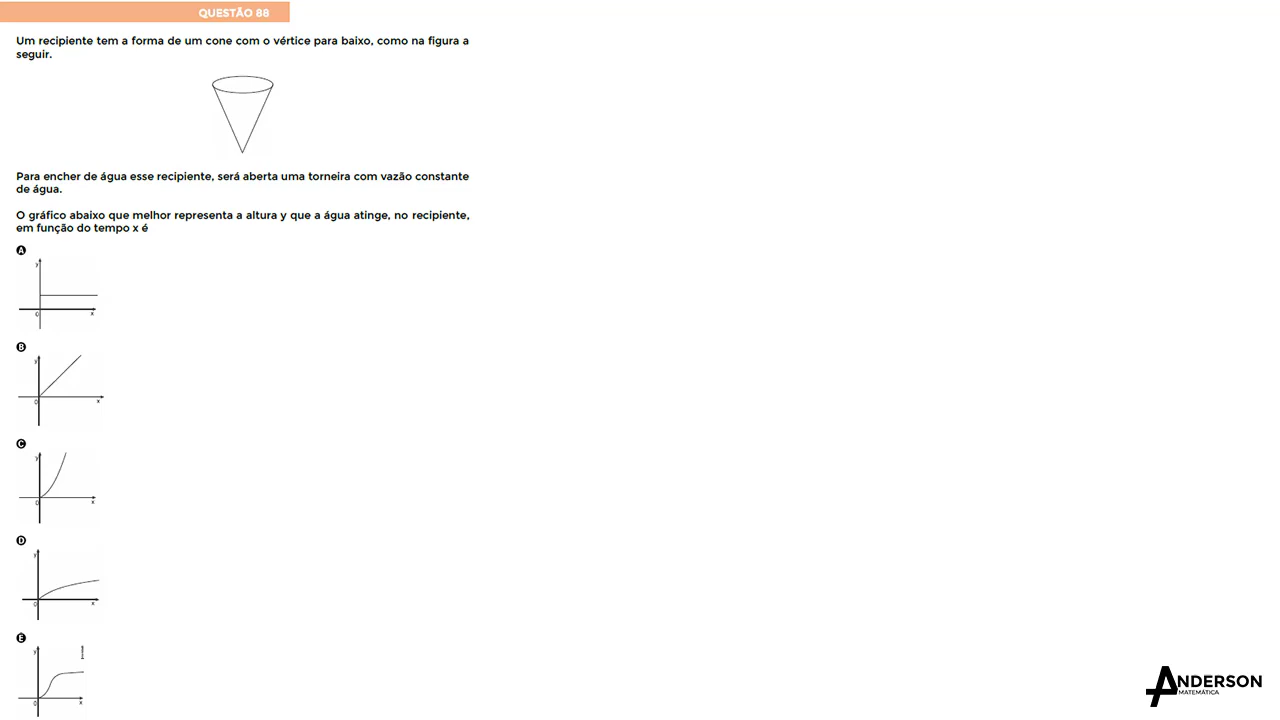 QUESTÃO 88
Um recipiente tem a forma de um cone com o vértice para baixo, como na figura a
seguir.
Para encher de água esse recipiente, será aberta uma torneira com vazão constante
de água.
O gráfico abaixo que melhor representa a altura y que a água atinge, no recipiente,
em função do tempo x é
A
y
0
x
B
y
0
x
C
y
0
x
D
y
0
x
E
y
0
x
ANDERSON
MATEMÁTICA